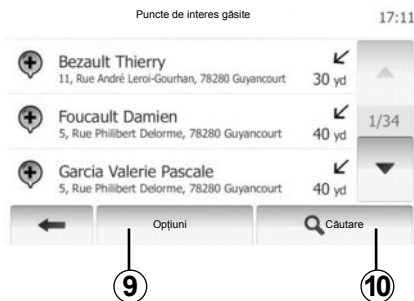 Puncte de interes găsite 17:11
Bezault Thierry
11, Rue André Leroi-Gourhan, 78280 Guyancourt 30 yd
Foucault Damien
5, Rue Philibert Delorme, 78280 Guyancourt 40 yd
1/34
Garcia Valerie Pascale
5, Rue Philibert Delorme, 78280 Guyancourt 40 yd
Opțiuni Căutare
9 10